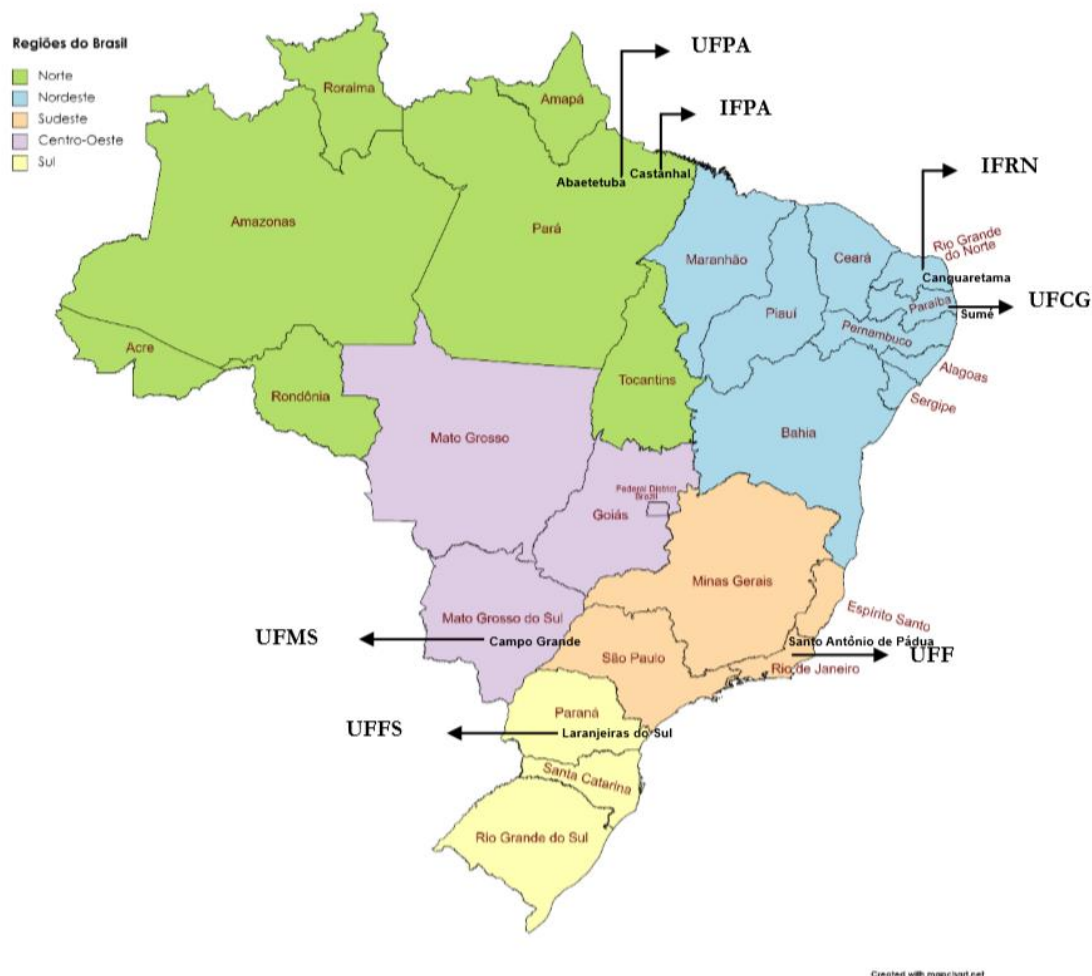 Regiões do Brasil
Norte
Nordeste
Sudeste
Centro-Oeste
Sul
UFPA
IFPA
IFRN
UFCG
UFMS
UFF
UFFS
Roraima
Amapá
Abaetetuba
Castanhal
Amazonas
Pará
Maranhão
Ceará
Rio Grande
do Norte
Canguaretama
Paraíba
Sumé
Piauí
Pernambuco
Acre
Rondônia
Tocantins
Alagoas
Sergipe
Mato Grosso
Bahia
Federal District
Brazil
Goiás
Minas Gerais
Mato Grosso do Sul
Campo Grande
Espírito Santo
Santo Antônio de Pádua
São Paulo
Rio de Janeiro
Paraná
Laranjeiras do Sul
Santa Catarina
Rio Grande do Sul
Created with mapchart.net